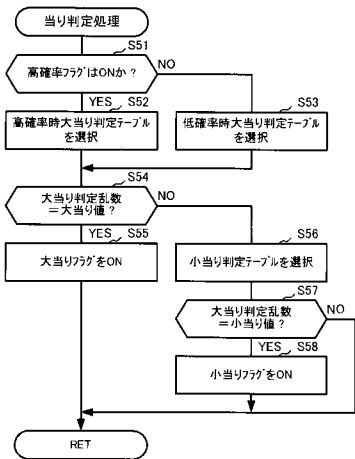 当り判定処理
S51
高確率フラグはONか?
NO
YES
S52
高確率時大当り判定テーブル
を選択
S53
低確率時大当り判定テーブル
を選択
S54
大当り判定乱数
=大当り値?
NO
YES
S55
大当りフラグをON
S56
小当り判定テーブルを選択
S57
大当り判定乱数
=小当り値?
NO
YES
S58
小当りフラグをON
RET